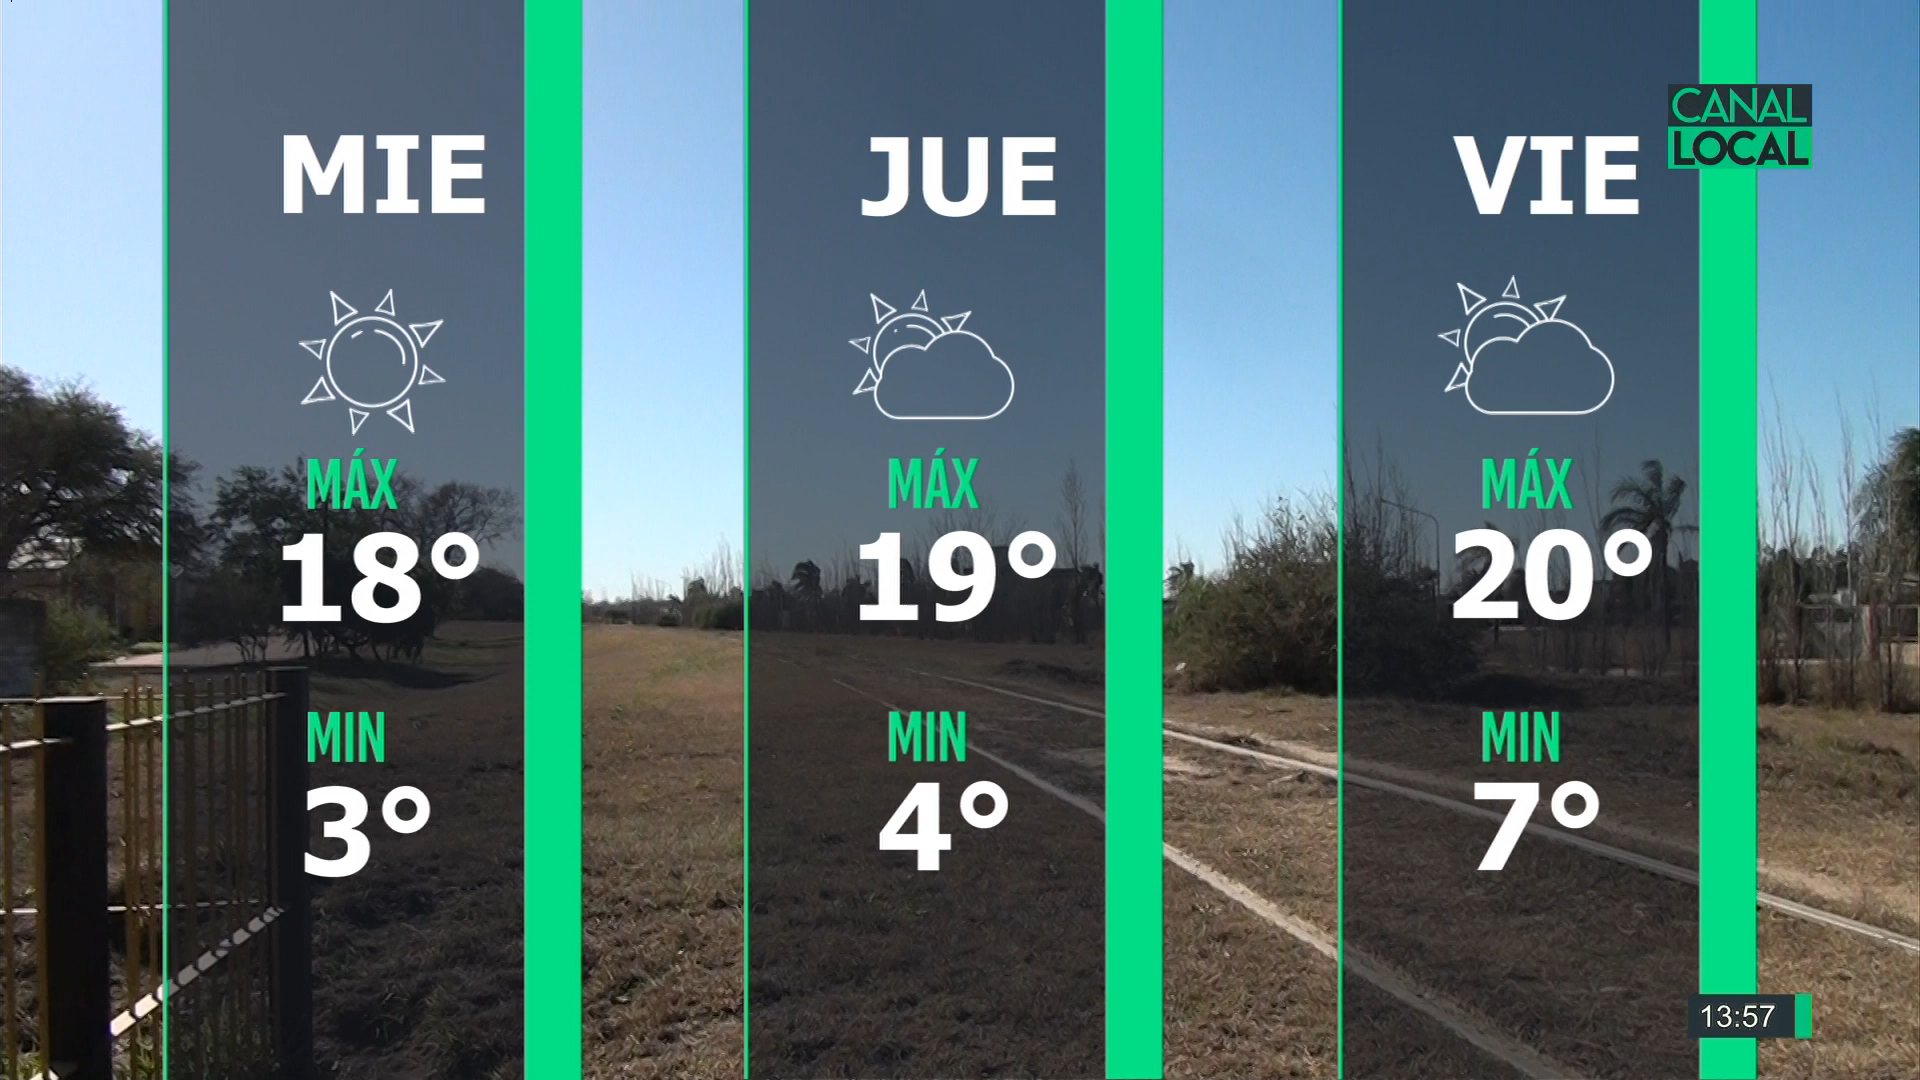 MIE
MÁX
18°
MIN
3°
JUE
MÁX
19°
MIN
4°
VIE
MÁX
20°
MIN
7°
CANAL
LOCAL
13:57